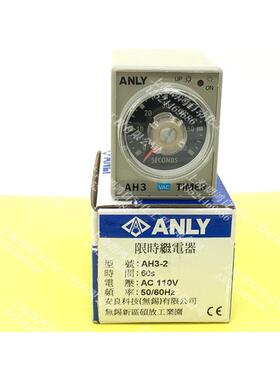 ANLY
UP
ON
20
SECONDS
AH3 VAC TIMER
ANLY
限時繼電器
型 號: AH3-2
時 間: 60s
電 壓: AC 110V
頻 率: 50/60Hz
安良科技(無錫)有限公司
無錫新區碩放工業園
CE